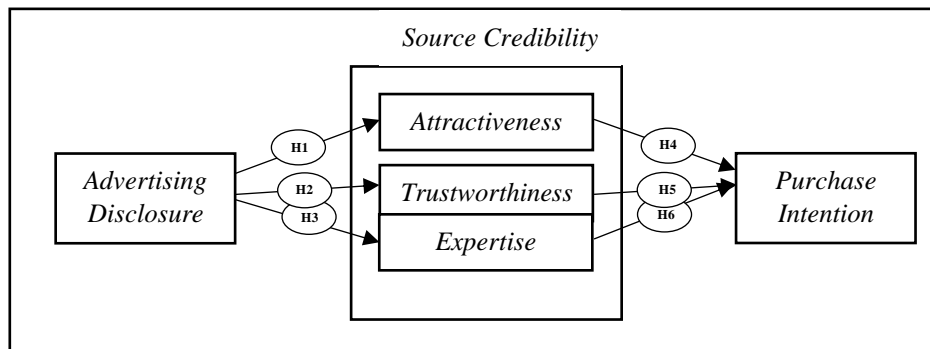 Source Credibility
Attractiveness
H1
H4
Advertising
Disclosure
H2
Trustworthiness
H5
Purchase
Intention
H3
H6
Expertise